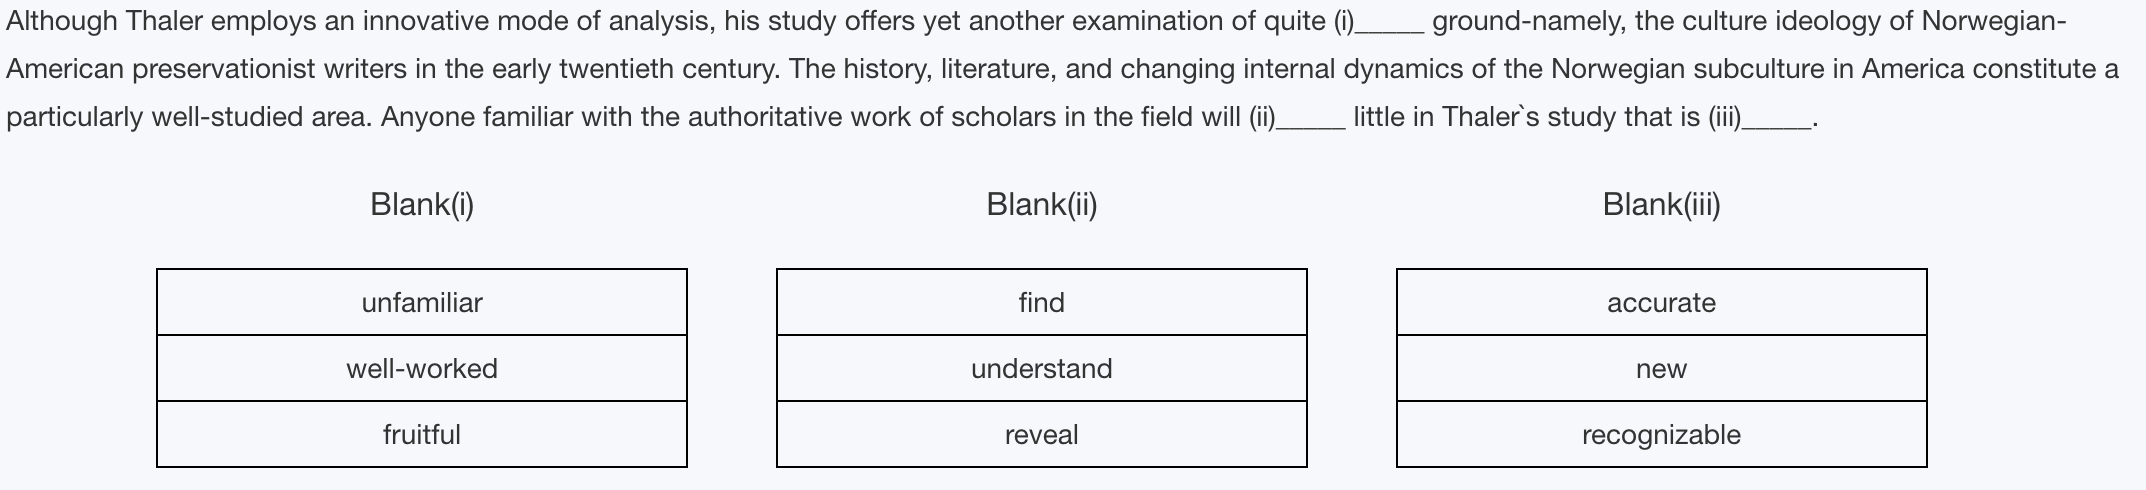 Although Thaler employs an innovative mode of analysis, his study offers yet another examination of quite (i)_____ ground-namely, the culture ideology of Norwegian-
American preservationist writers in the early twentieth century. The history, literature, and changing internal dynamics of the Norwegian subculture in America constitute a
particularly well-studied area. Anyone familiar with the authoritative work of scholars in the field will (ii)_____ little in Thaler`s study that is (iii)_____.
Blank(i) Blank(ii) Blank(iii)
unfamiliar find accurate
well-worked understand new
fruitful reveal recognizable